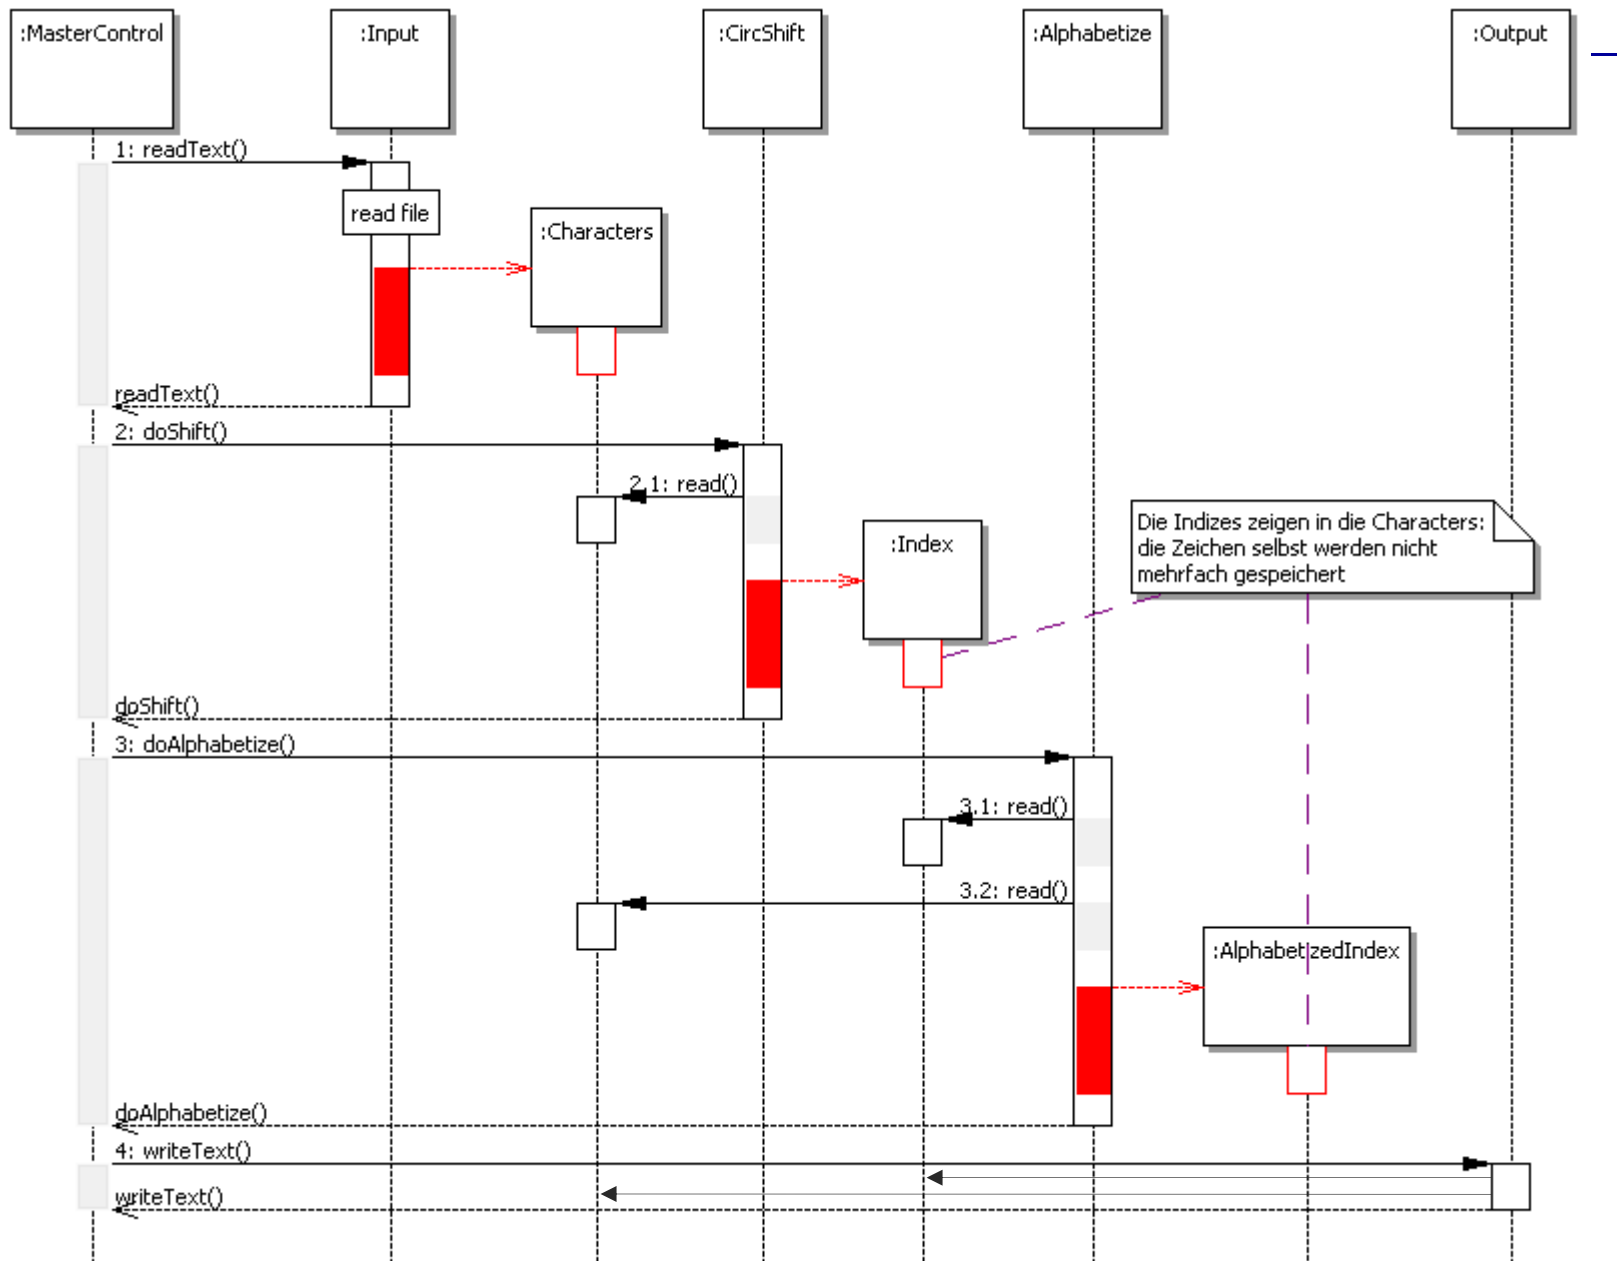 :MasterControl
:Input
:CircShift
:Alphabetize
:Output
1: readText()
read file
:Characters
readText()
2: doShift()
2.1: read()
:Index
Die Indizes zeigen in die Characters:
die Zeichen selbst werden nicht
mehrfach gespeichert
doShift()
3: doAlphabetize()
3.1: read()
3.2: read()
:AlphabetizedIndex
doAlphabetize()
4: writeText()
writeText()